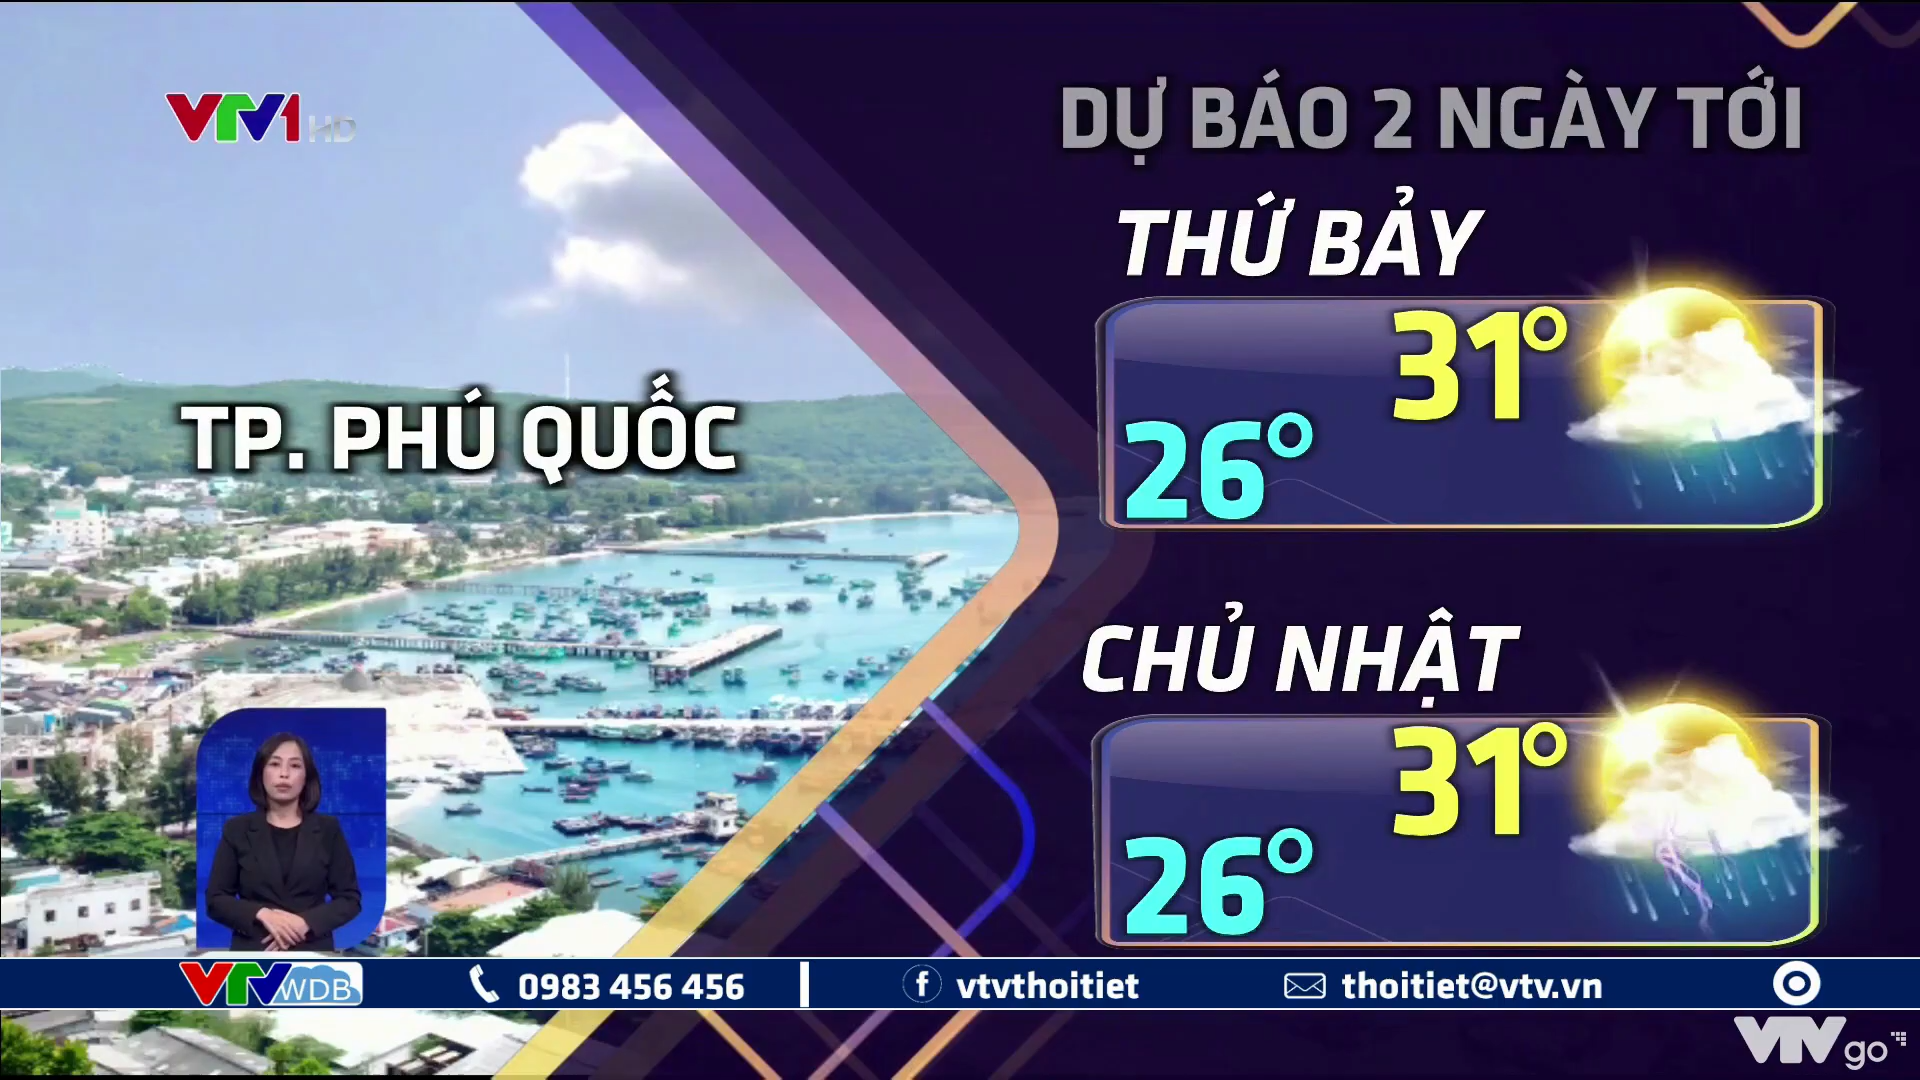 VTV1 HD
DỰ BÁO 2 NGÀY TỚI
THỨ BẢY
31°
26°
TP. PHÚ QUỐC
CHỦ NHẬT
31°
26°
VTV WDB
0983 456 456
vtvthoitiet
thoitiet@vtv.vn
VTV go